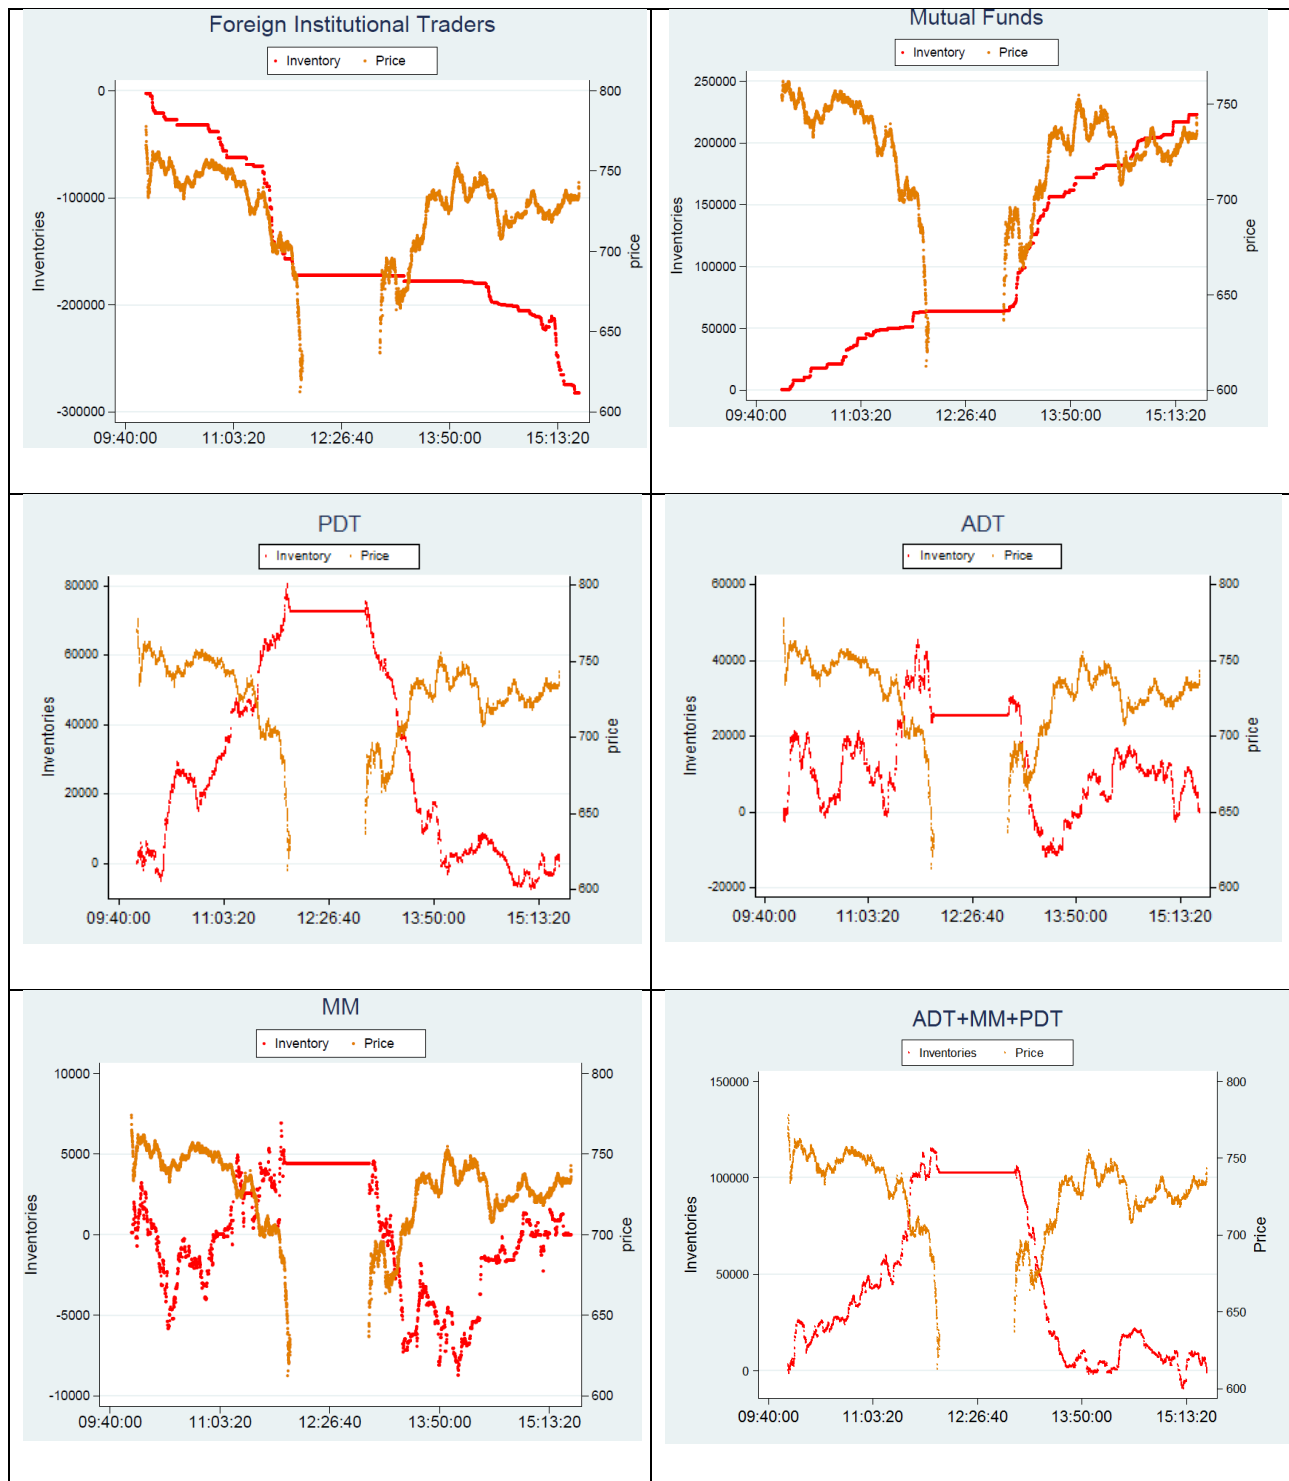 Foreign Institutional Traders
Inventory Price
0
-100000
-200000
-300000
Inventories
800
750
700
650
600
price
09:40:00 11:03:20 12:26:40 13:50:00 15:13:20
Mutual Funds
Inventory Price
250000
200000
150000
100000
50000
0
Inventories
750
700
650
600
price
09:40:00 11:03:20 12:26:40 13:50:00 15:13:20
PDT
Inventory Price
80000
60000
40000
20000
0
Inventories
800
750
700
650
600
price
09:40:00 11:03:20 12:26:40 13:50:00 15:13:20
ADT
Inventory Price
60000
40000
20000
0
-20000
Inventories
800
750
700
650
600
price
09:40:00 11:03:20 12:26:40 13:50:00 15:13:20
MM
Inventory Price
10000
5000
0
-5000
-10000
Inventories
800
750
700
650
600
price
09:40:00 11:03:20 12:26:40 13:50:00 15:13:20
ADT+MM+PDT
Inventories Price
150000
100000
50000
0
Inventories
800
750
700
650
600
Price
09:40:00 11:03:20 12:26:40 13:50:00 15:13:20